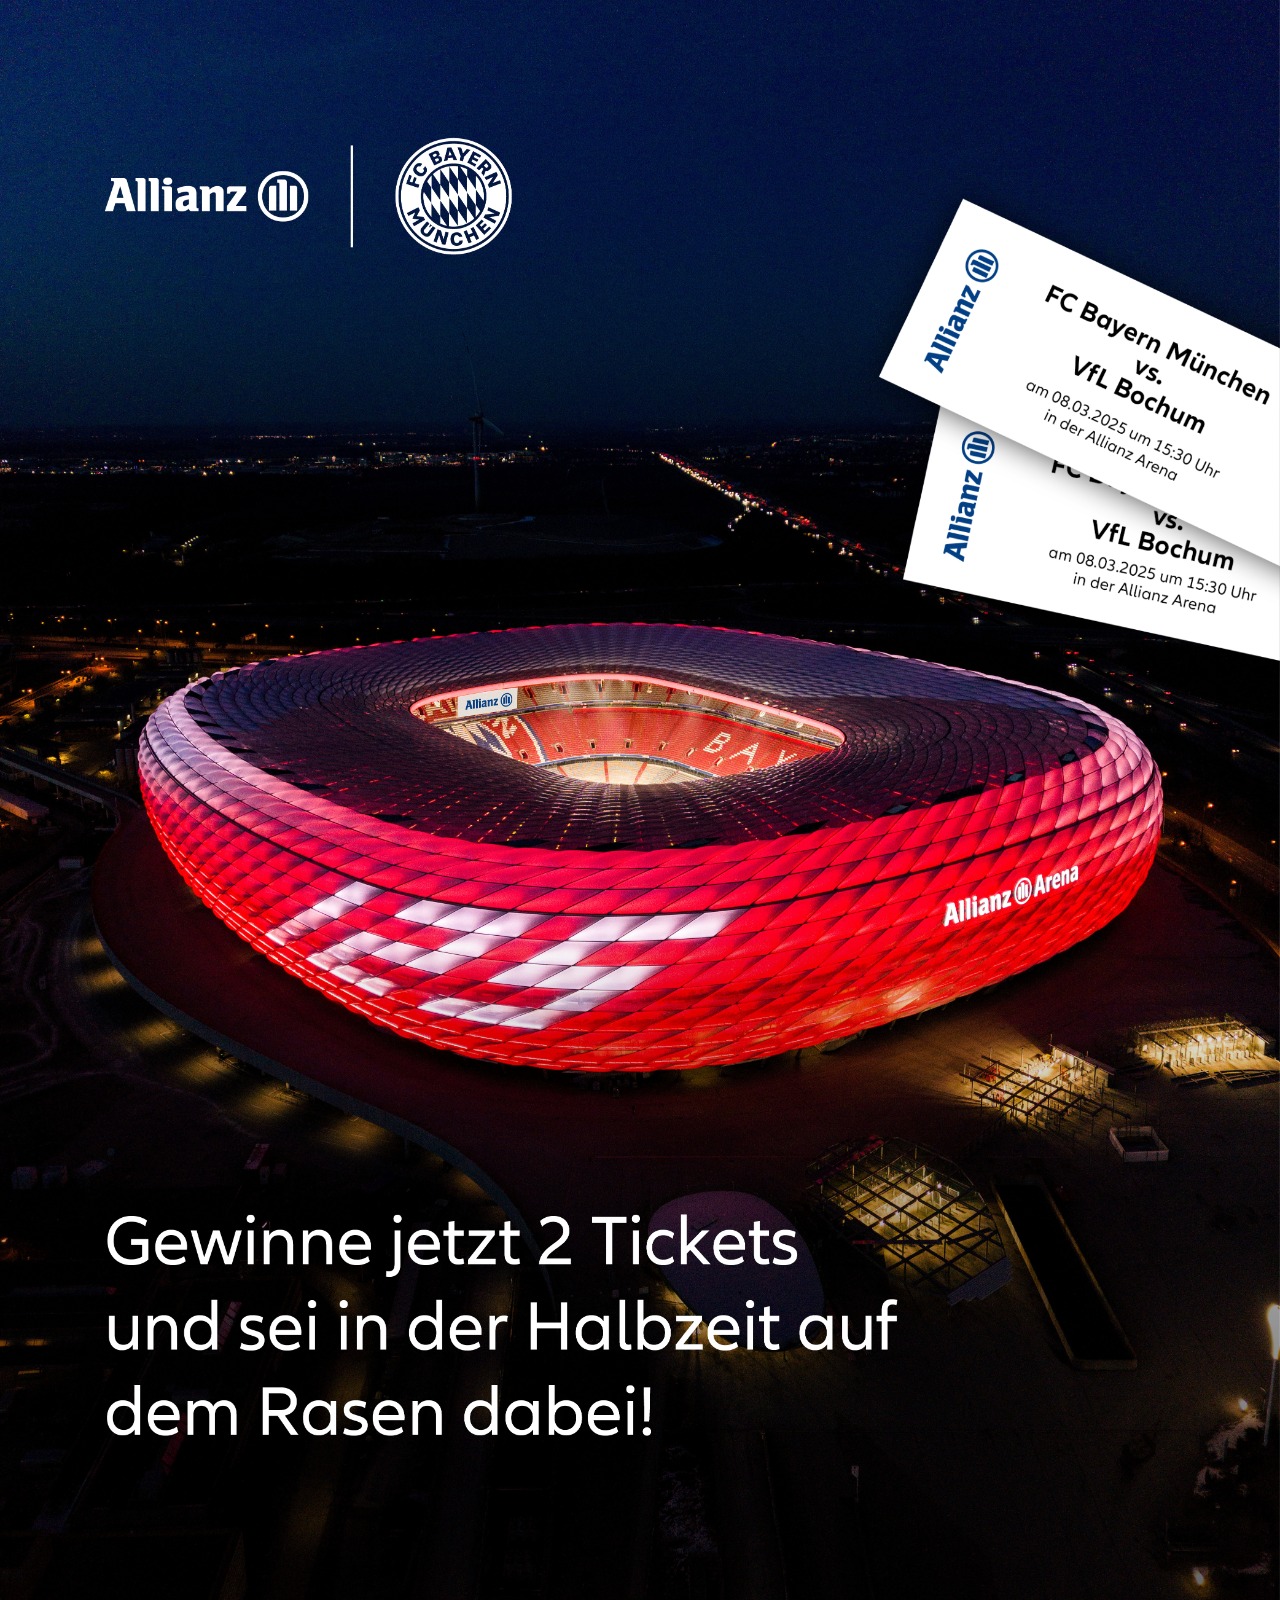 Allianz
FC BAYERN
MÜNCHEN
Allianz
FC Bayern München
vs.
VfL Bochum
am 08.03.2025 um 15:30 Uhr
in der Allianz Arena
Allianz
FC
vs.
VfL Bochum
am 08.03.2025 um 15:30 Uhr
in der Allianz Arena
Allianz
BAY
Allianz Arena
Gewinne jetzt 2 Tickets
und sei in der Halbzeit auf
dem Rasen dabei!